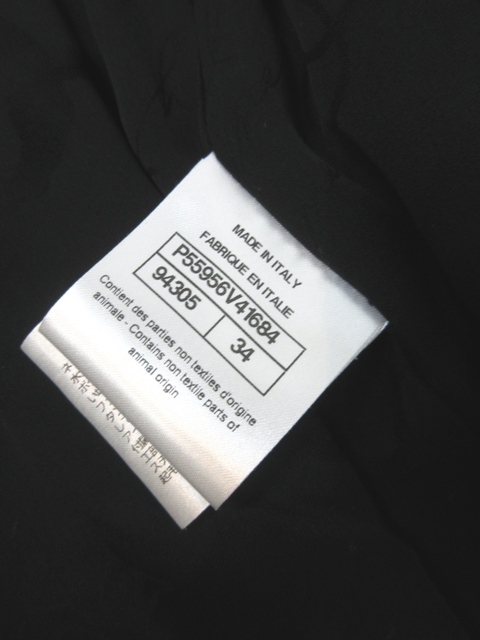 MADE IN ITALY
FABRIQUE EN ITALIE
P55956V41684
94305 34
Contient des parties non textiles d'origine
animale - Contains non textile parts of
animal origin